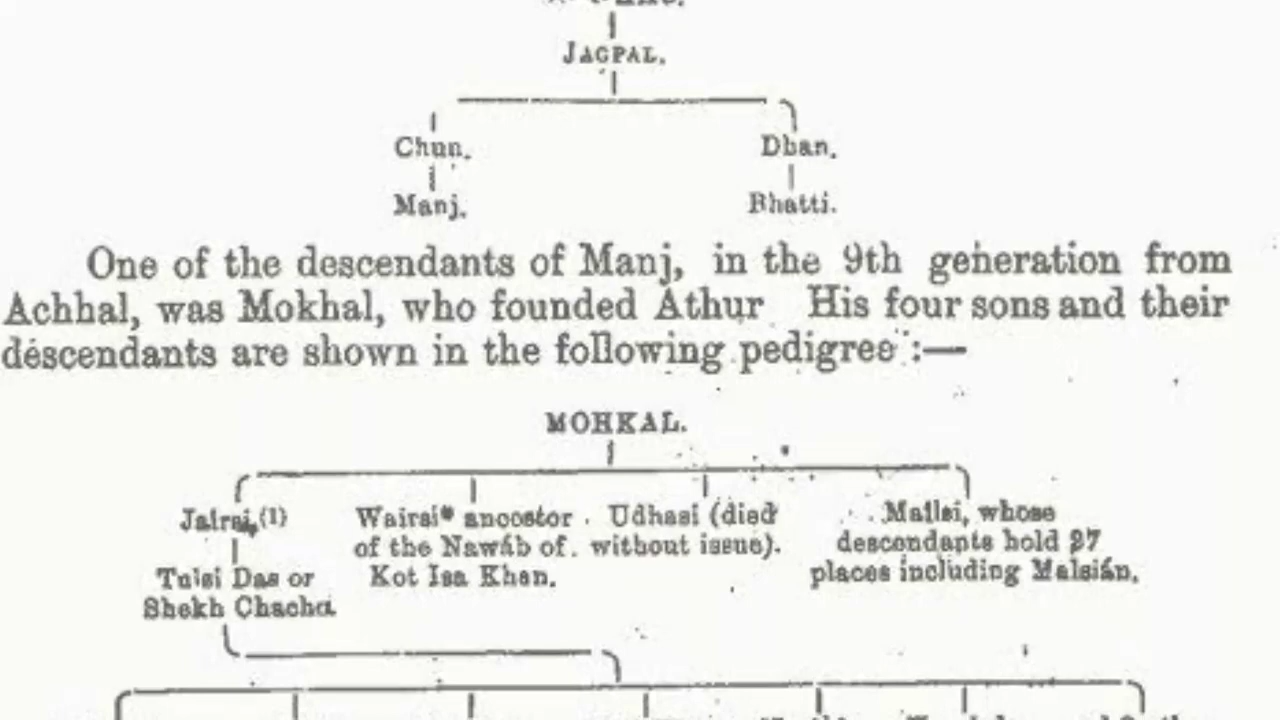 JAGPAL.
Chun. Dhan.
Manj. Bhatti.
One of the descendants of Manj, in the 9th generation from
Achhal, was Mokhal, who founded Athur His four sons and their
descendants are shown in the following pedigree :—
MOHKAL.
Jairsi,(1) Wairsi* ancestor Udhasi (died Mailsi, whose
of the Nawáb of without issue). descendants hold 27
Tulsi Das or Kot Isa Khan. places including Malsián.
Shekh Chacha